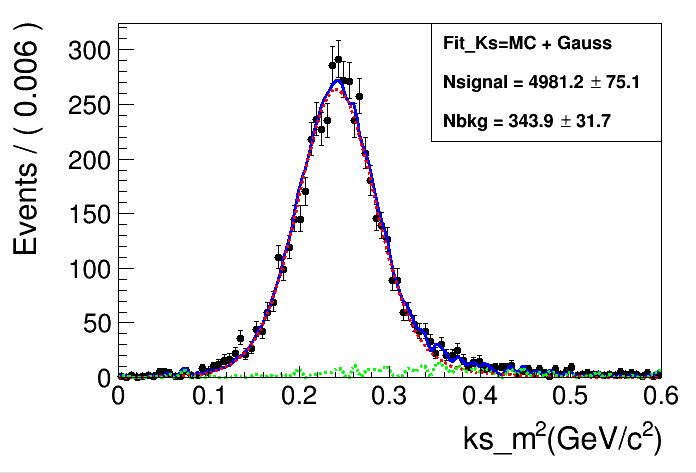 Fit_Ks=MC + Gauss
Nsignal = 4981.2 ± 75.1
Nbkg = 343.9 ± 31.7
Events / ( 0.006 )
300
250
200
150
100
50
0
0 0.1 0.2 0.3 0.4 0.5 0.6
ks_m²(GeV/c²)